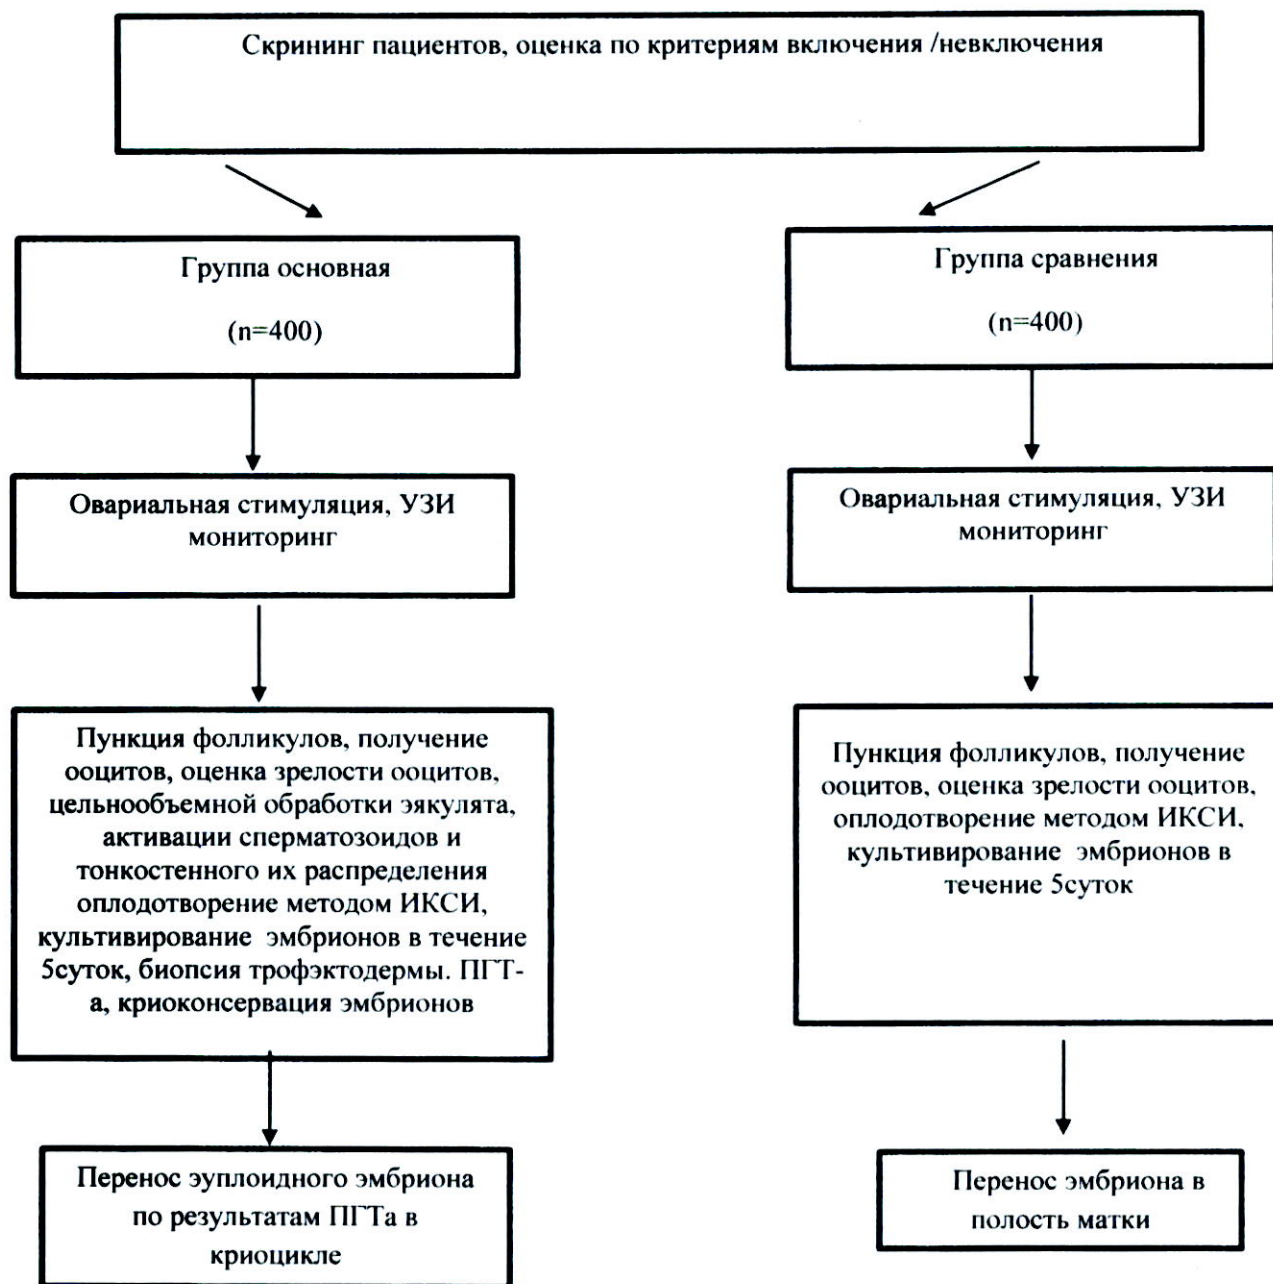 Скрининг пациентов, оценка по критериям включения /невключения
Группа основная
(n=400)
Группа сравнения
(n=400)
Овариальная стимуляция, УЗИ
мониторинг
Овариальная стимуляция, УЗИ
мониторинг
Пункция фолликулов, получение
ооцитов, оценка зрелости ооцитов,
цельнообъемной обработки эякулята,
активации сперматозоидов и
тонкостенного их распределения
оплодотворение методом ИКСИ,
культивирование эмбрионов в течение
5суток, биопсия трофэктодермы. ПГТ-
а, криоконсервация эмбрионов
Пункция фолликулов, получение
ооцитов, оценка зрелости ооцитов,
оплодотворение методом ИКСИ,
культивирование эмбрионов в
течение 5суток
Перенос эуплоидного эмбриона
по результатам ПГТа в
криоцикле
Перенос эмбриона в
полость матки